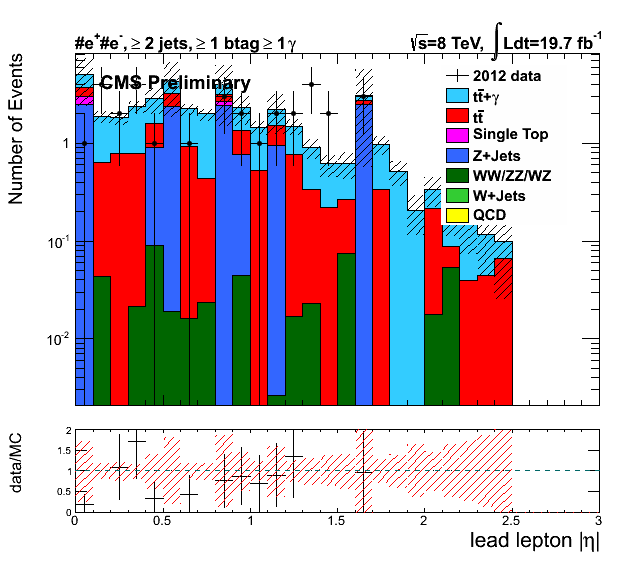 #e⁺#e⁻, ≥ 2 jets, ≥ 1 btag ≥ 1γ
√s=8 TeV, ∫Ldt=19.7 fb⁻¹
CMS Preliminary
2012 data
tt̄+γ
tt̄
Single Top
Z+Jets
WW/ZZ/WZ
W+Jets
QCD
Number of Events
1
10⁻¹
10⁻²
data/MC
2
1.5
1
0.5
0
0 0.5 1 1.5 2 2.5 3
lead lepton |η|